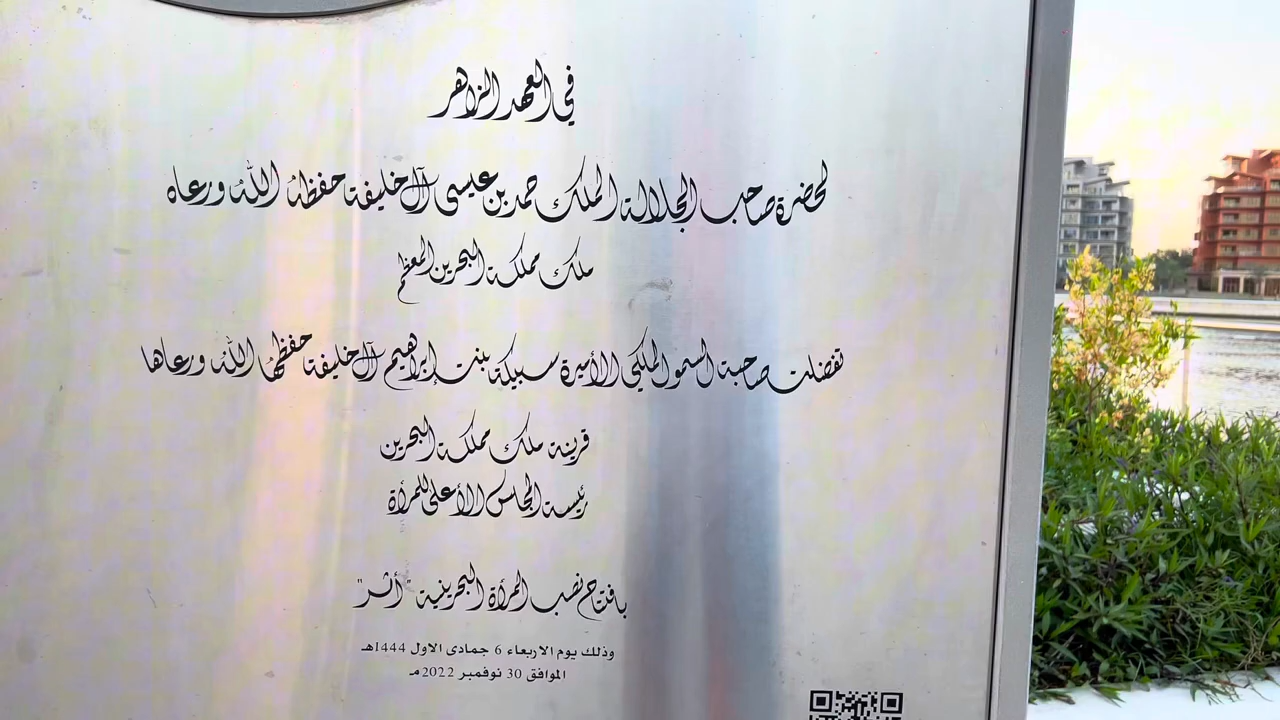 في العهد الزاهر
لحضرة صاحب الجلالة الملك حمد بن عيسى آل خليفة حفظه الله ورعاه
ملك مملكة البحرين المعظم
تفضلت صاحبة السمو الملكي الأميرة سبيكة بنت إبراهيم آل خليفة حفظها الله ورعاها
قرينة ملك مملكة البحرين
رئيسة المجلس الأعلى للمرأة
بافتتاح نصب المرأة البحرينية "أثر"
وذلك يوم الاربعاء 6 جمادى الاول 1444هـ
الموافق 30 نوفمبر 2022مـ